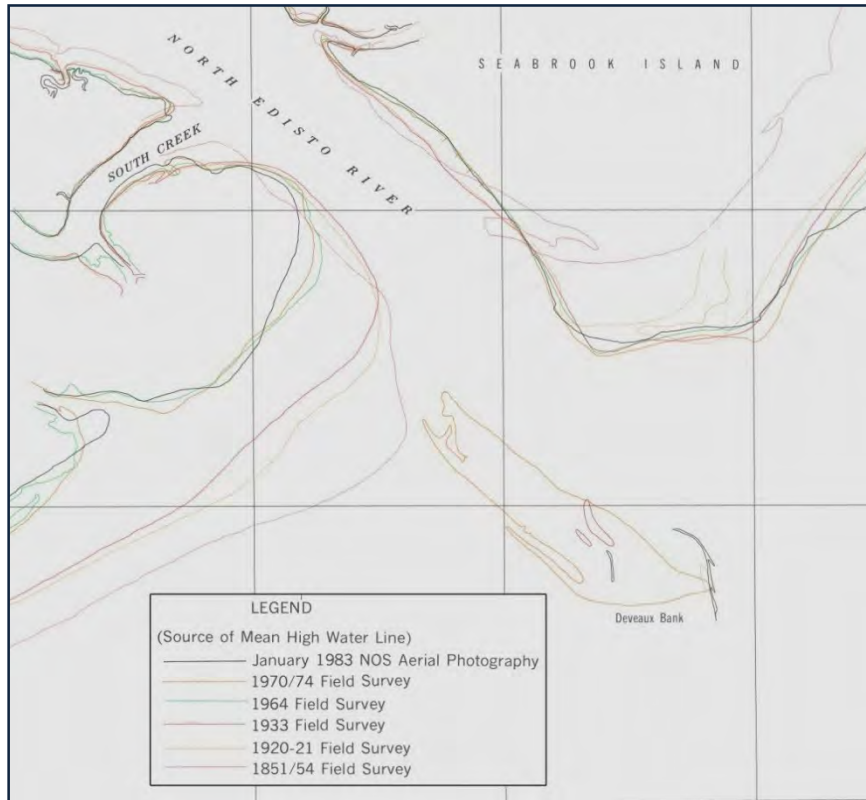 NORTH EDISTO RIVER
SEABROOK ISLAND
SOUTH CREEK
Deveaux Bank
LEGEND
(Source of Mean High Water Line)
January 1983 NOS Aerial Photography
1970/74 Field Survey
1964 Field Survey
1933 Field Survey
1920-21 Field Survey
1851/54 Field Survey